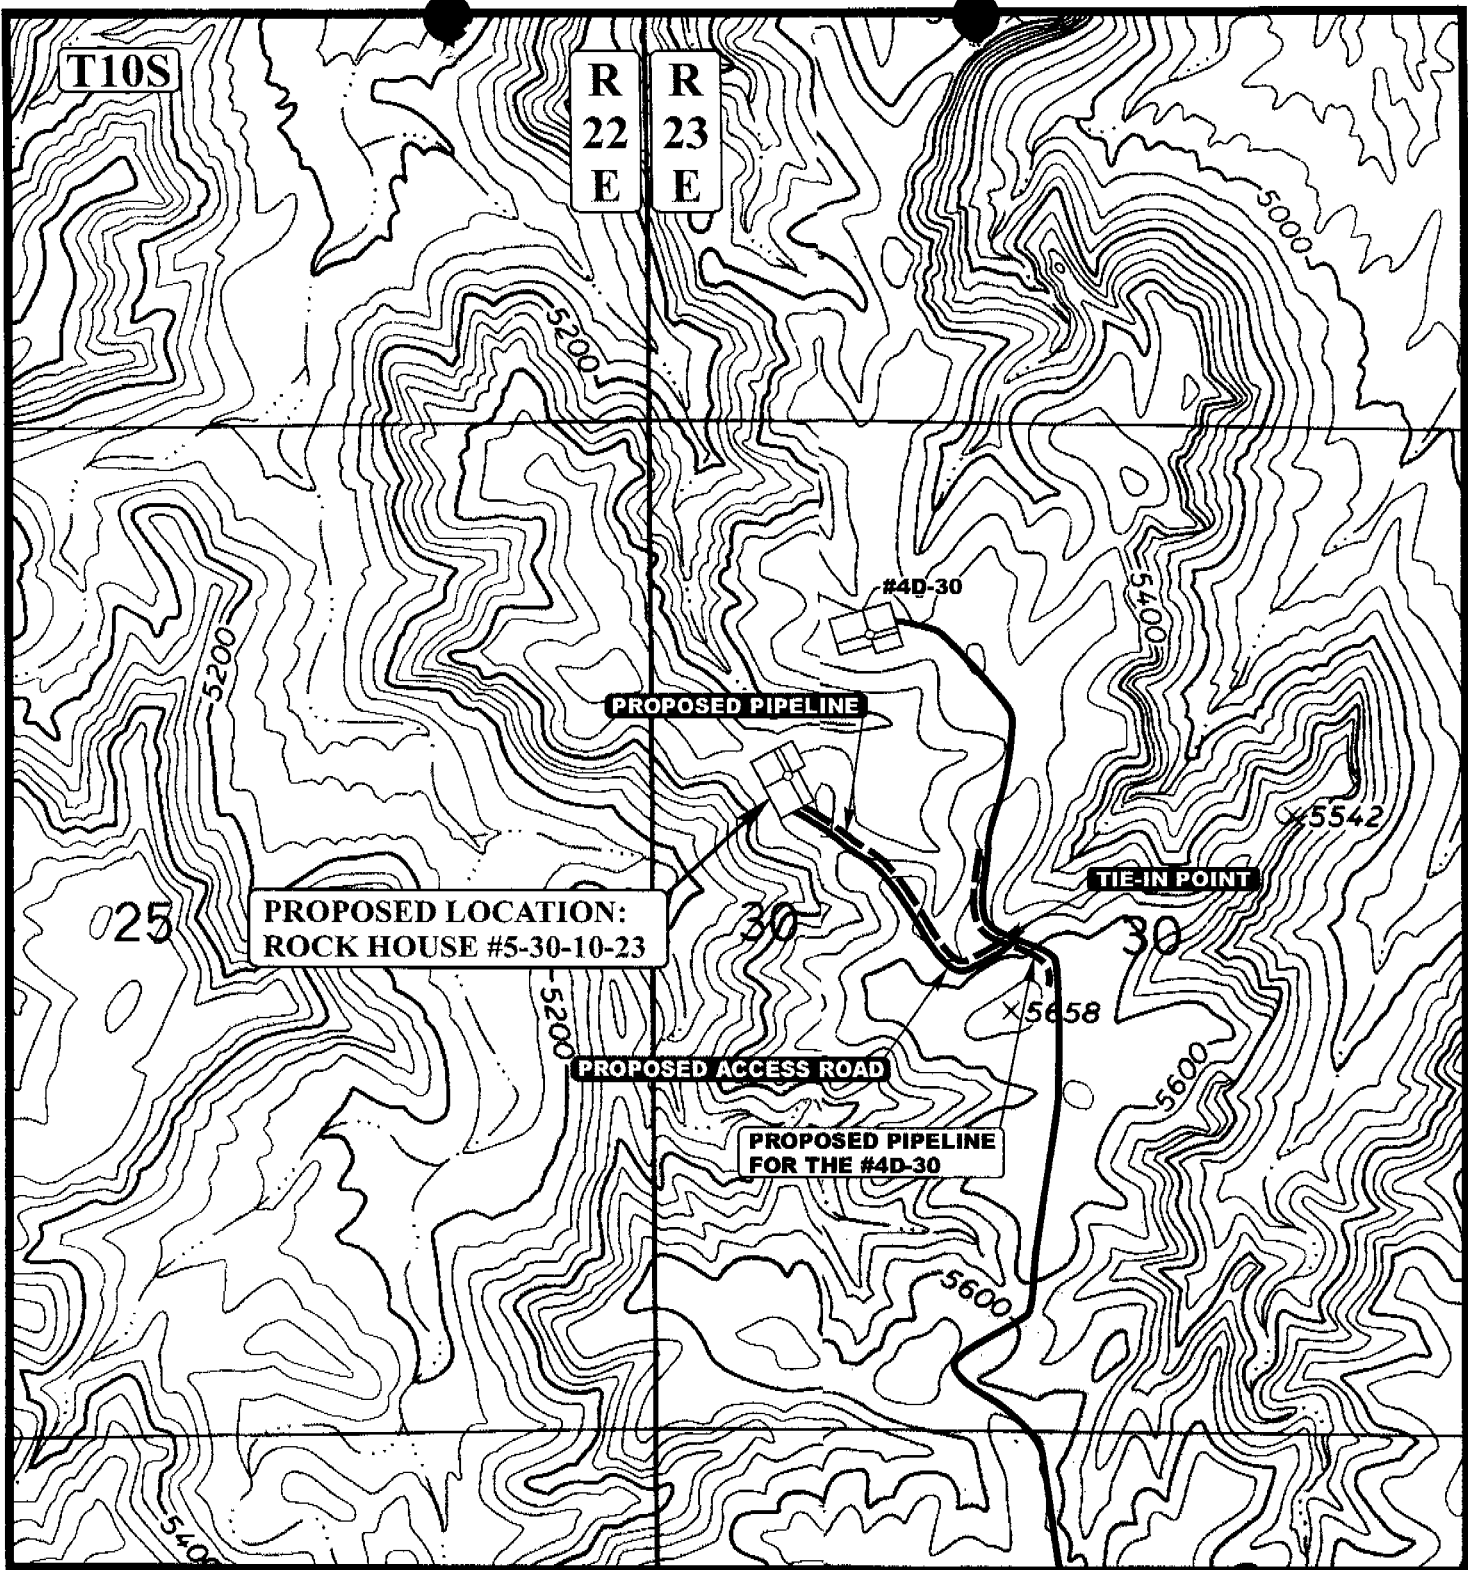 T10S
R
22
E
R
23
E
5000
5200
#4D-30
5400
5200
PROPOSED PIPELINE
5542
TIE-IN POINT
25
PROPOSED LOCATION:
ROCK HOUSE #5-30-10-23
30
30
5200
5658
PROPOSED ACCESS ROAD
5600
PROPOSED PIPELINE
FOR THE #4D-30
5600
5400